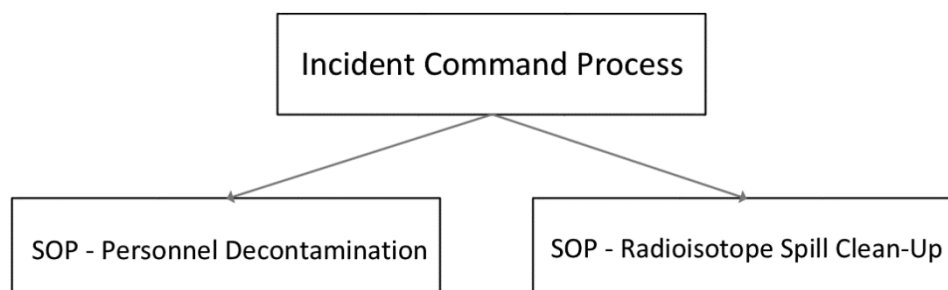 Incident Command Process
SOP - Personnel Decontamination
SOP - Radioisotope Spill Clean-Up